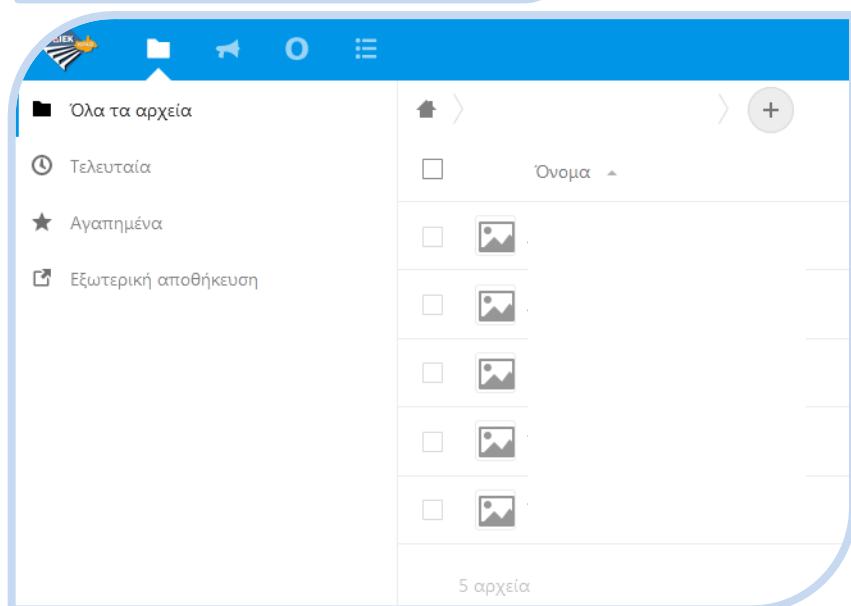 Όλα τα αρχεία
Τελευταία
Αγαπημένα
Εξωτερική αποθήκευση
Όνομα
5 αρχεία